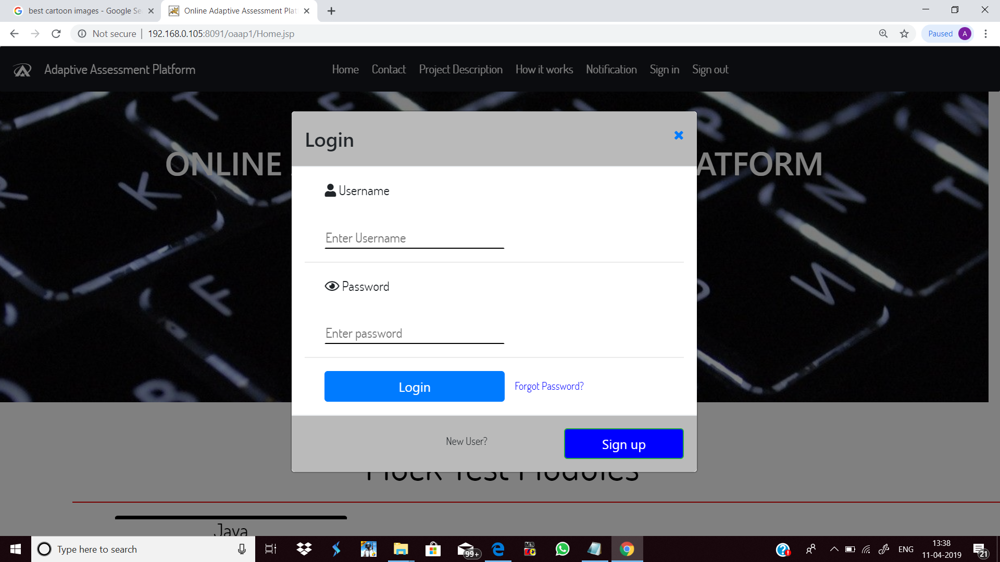 best cartoon images - Google Se
Online Adaptive Assessment Plat
Not secure | 192.168.0.105:8091/oaap1/Home.jsp
Paused A
Adaptive Assessment Platform
Home Contact Project Description How it works Notification Sign in Sign out
ONLINE ATFORM
Login
Username
Enter Username
Password
Enter password
Login Forgot Password?
New User? Sign up
Mock Test Modules
Java
Type here to search
99+
ENG
13:38
11-04-2019
21